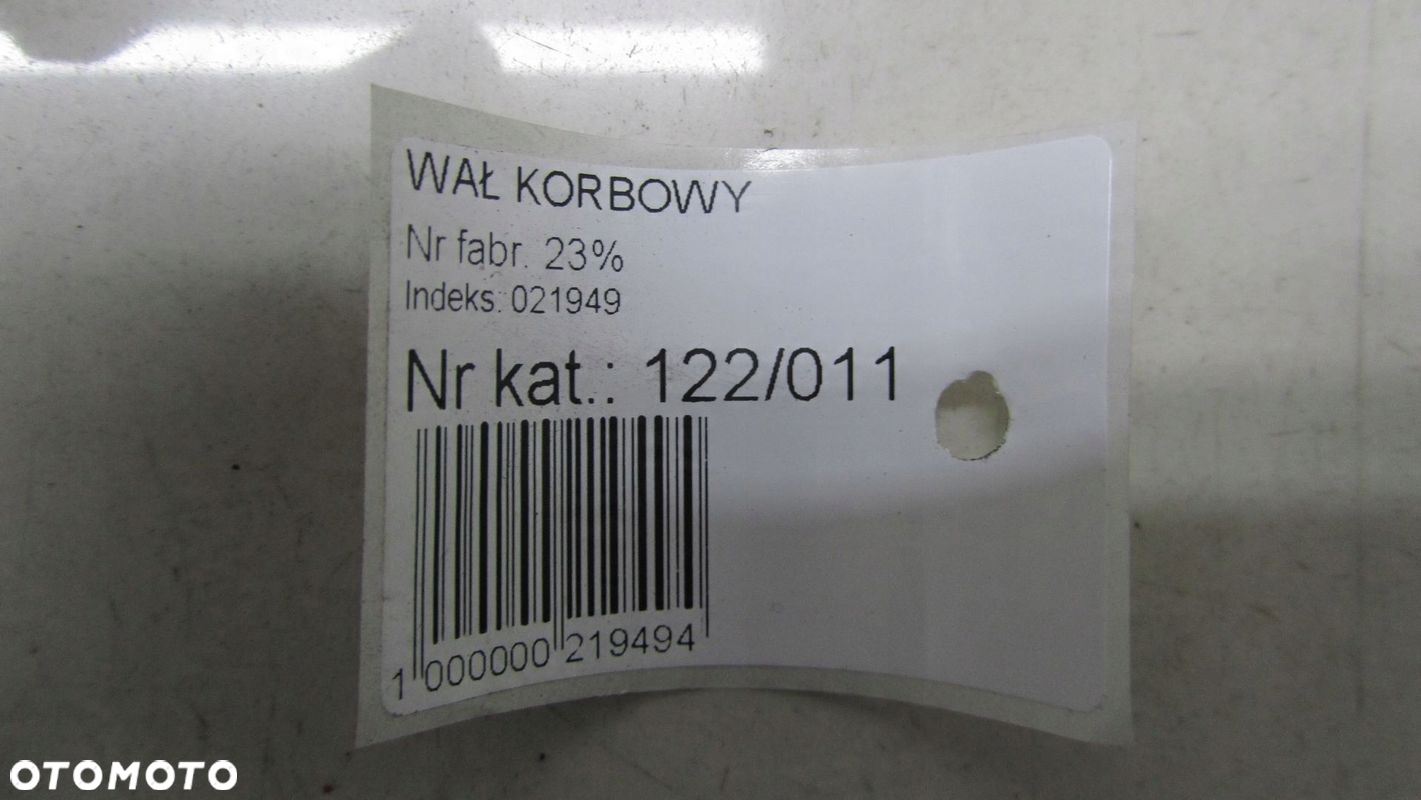 WAŁ KORBOWY
Nr fabr. 23%
Indeks: 021949
Nr kat.: 122/011
1 000000 219494
OTOMOTO